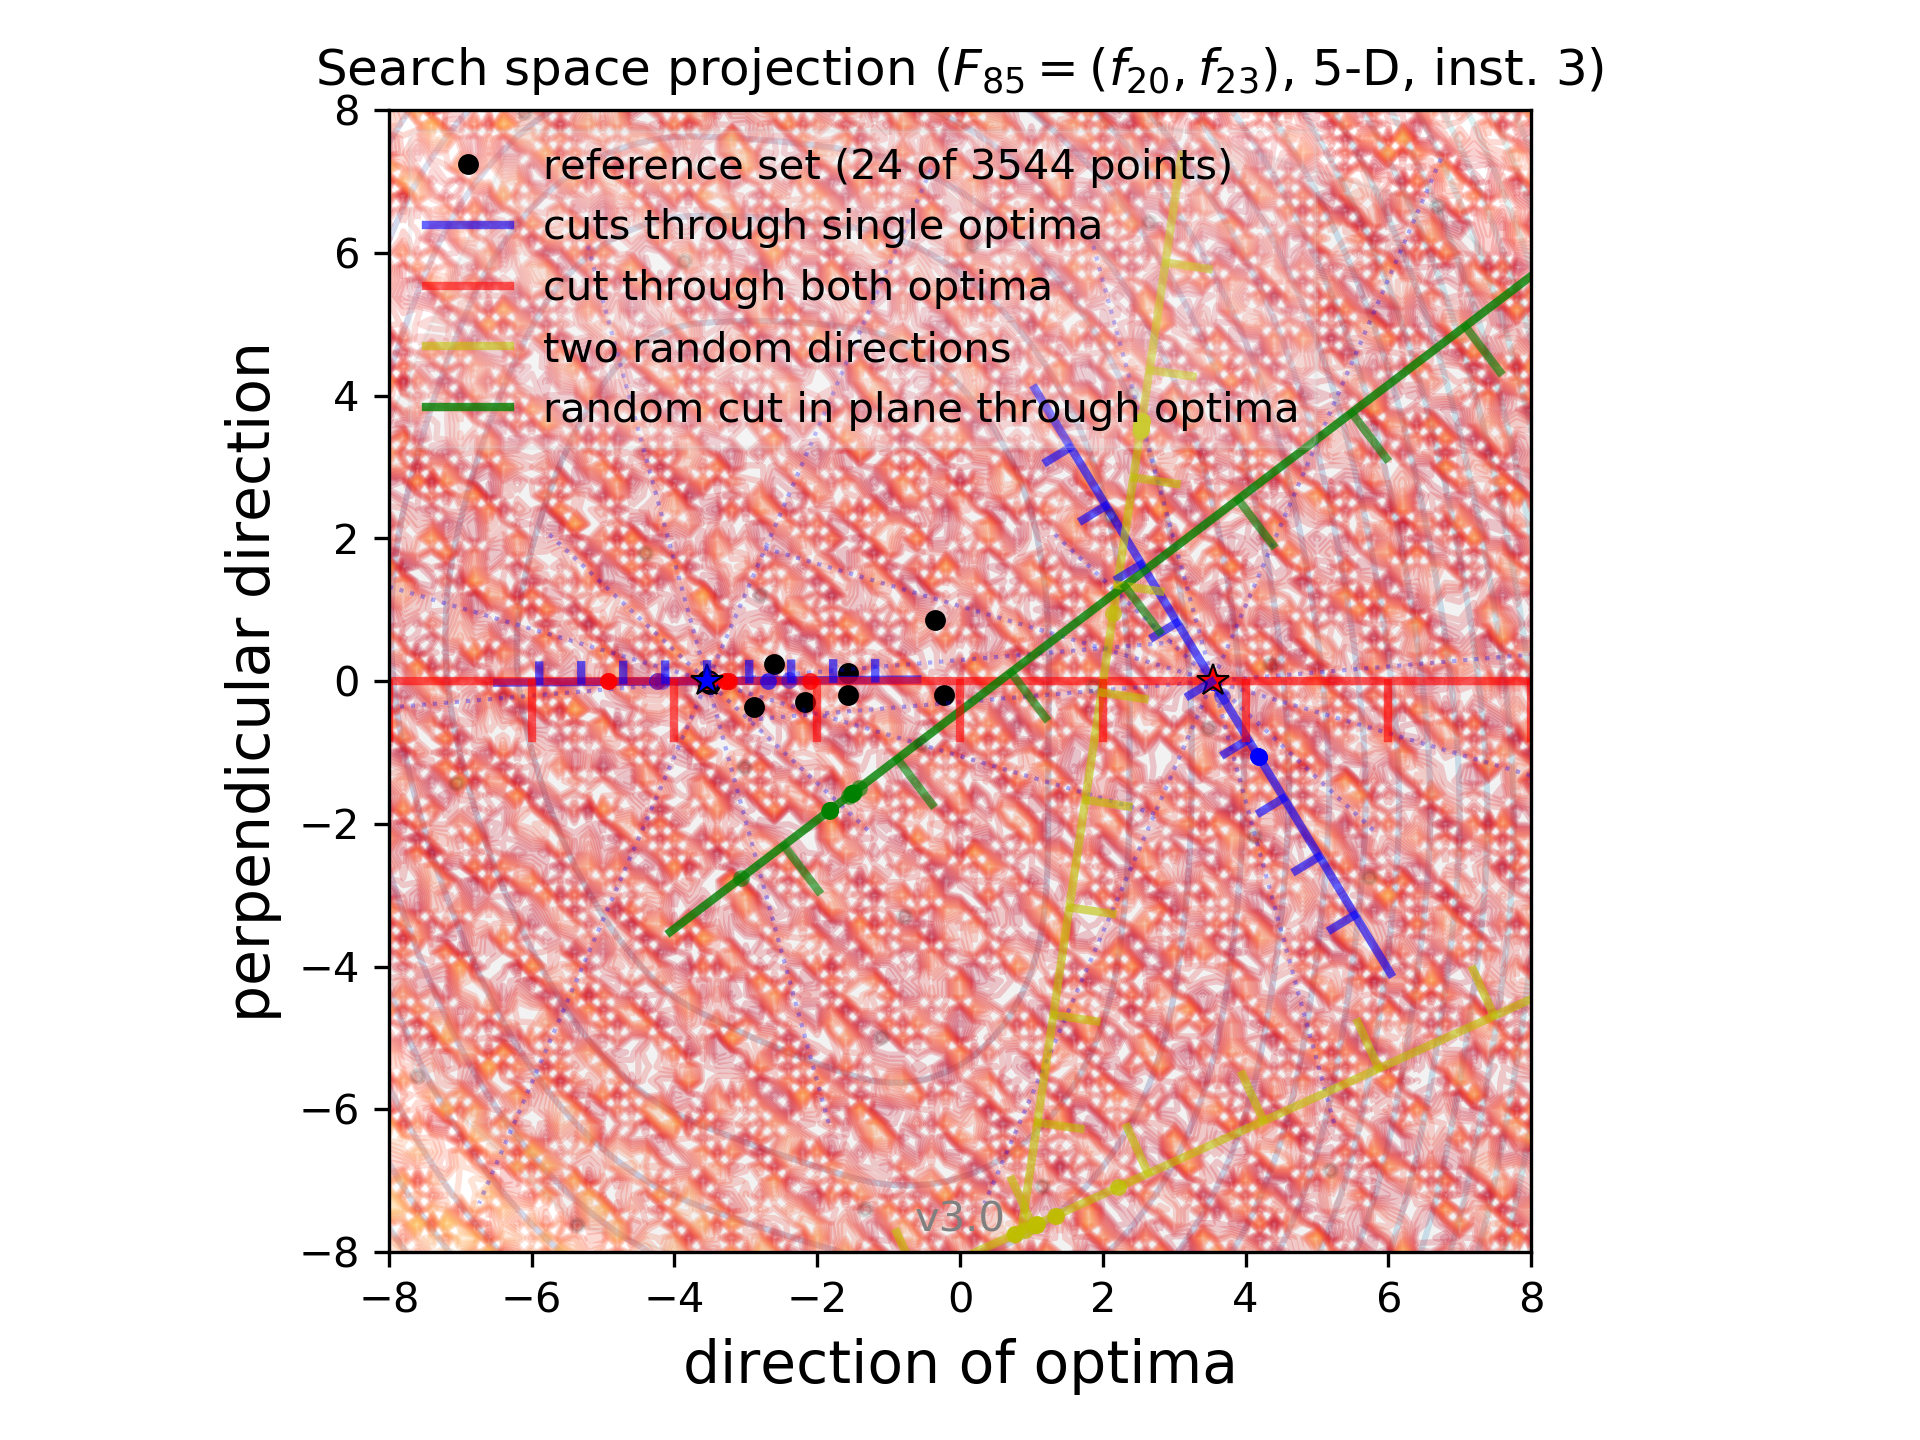 Search space projection (F85 = (f20, f23), 5-D, inst. 3)
reference set (24 of 3544 points)
cuts through single optima
cut through both optima
two random directions
random cut in plane through optima
8
6
4
2
0
−2
−4
−6
−8
perpendicular direction
v3.0
−8 −6 −4 −2 0 2 4 6 8
direction of optima